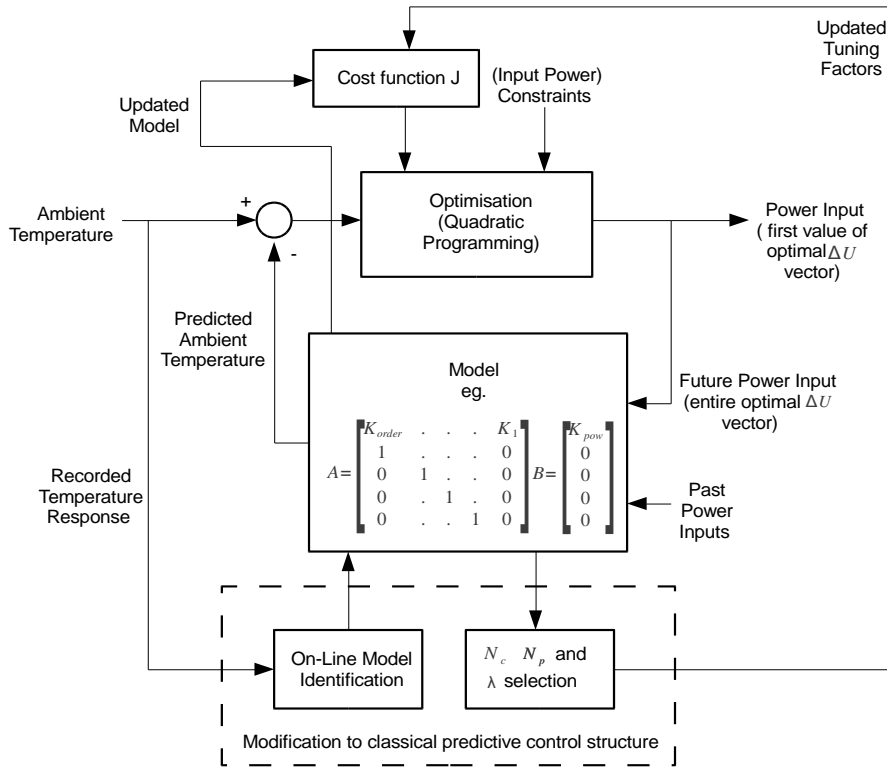 Updated
Tuning
Factors
Cost function J
(Input Power)
Constraints
Updated
Model
Optimisation
(Quadratic
Programming)
+
-
Ambient
Temperature
Power Input
( first value of
optimal ΔU
vector)
Predicted
Ambient
Temperature
Model
eg.
Future Power Input
(entire optimal ΔU
vector)
A= [ K_order . . . K_1 ] B= [ K_pow ]
1 . . . 0 0
0 1 . . 0 0
0 . 1 . 0 0
0 . . 1 0 0
Recorded
Temperature
Response
Past
Power
Inputs
On-Line Model
Identification
N_c N_p and
λ selection
Modification to classical predictive control structure